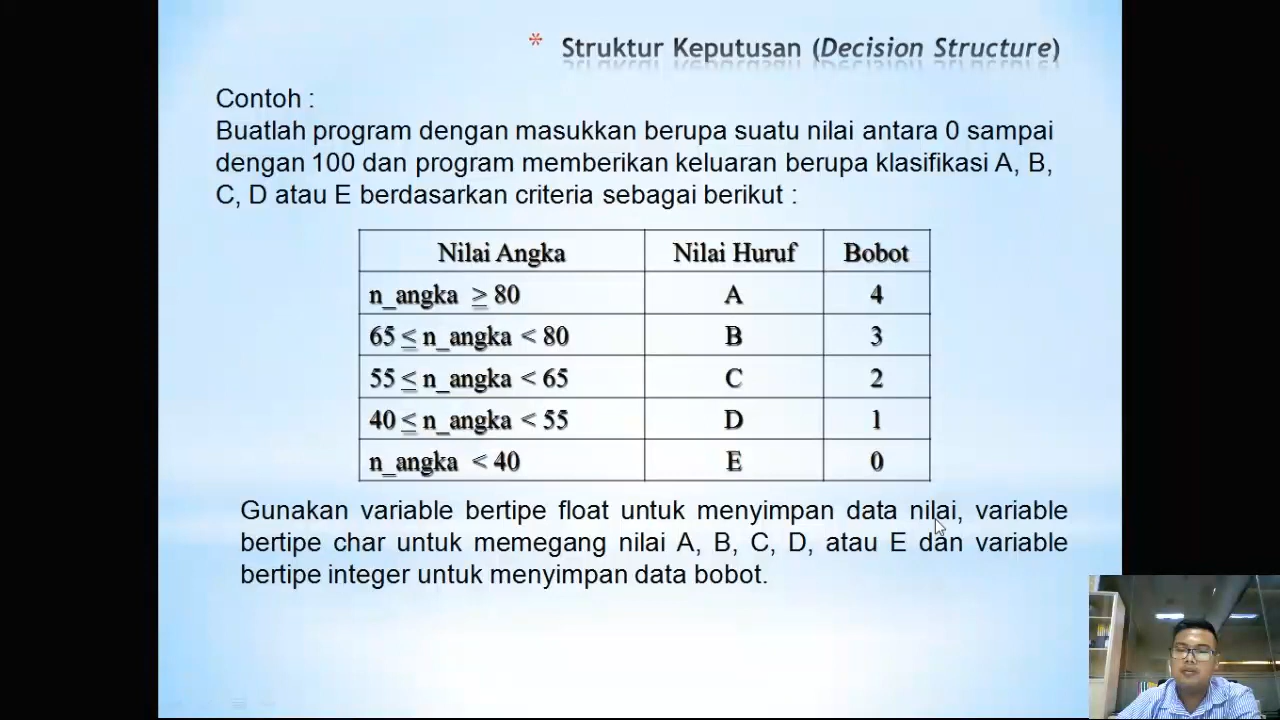 * Struktur Keputusan (Decision Structure)
Contoh :
Buatlah program dengan masukkan berupa suatu nilai antara 0 sampai
dengan 100 dan program memberikan keluaran berupa klasifikasi A, B,
C, D atau E berdasarkan criteria sebagai berikut :
Nilai Angka Nilai Huruf Bobot
n_angka ≥ 80 A 4
65 ≤ n_angka < 80 B 3
55 ≤ n_angka < 65 C 2
40 ≤ n_angka < 55 D 1
n_angka < 40 E 0
Gunakan variable bertipe float untuk menyimpan data nilai, variable
bertipe char untuk memegang nilai A, B, C, D, atau E dan variable
bertipe integer untuk menyimpan data bobot.